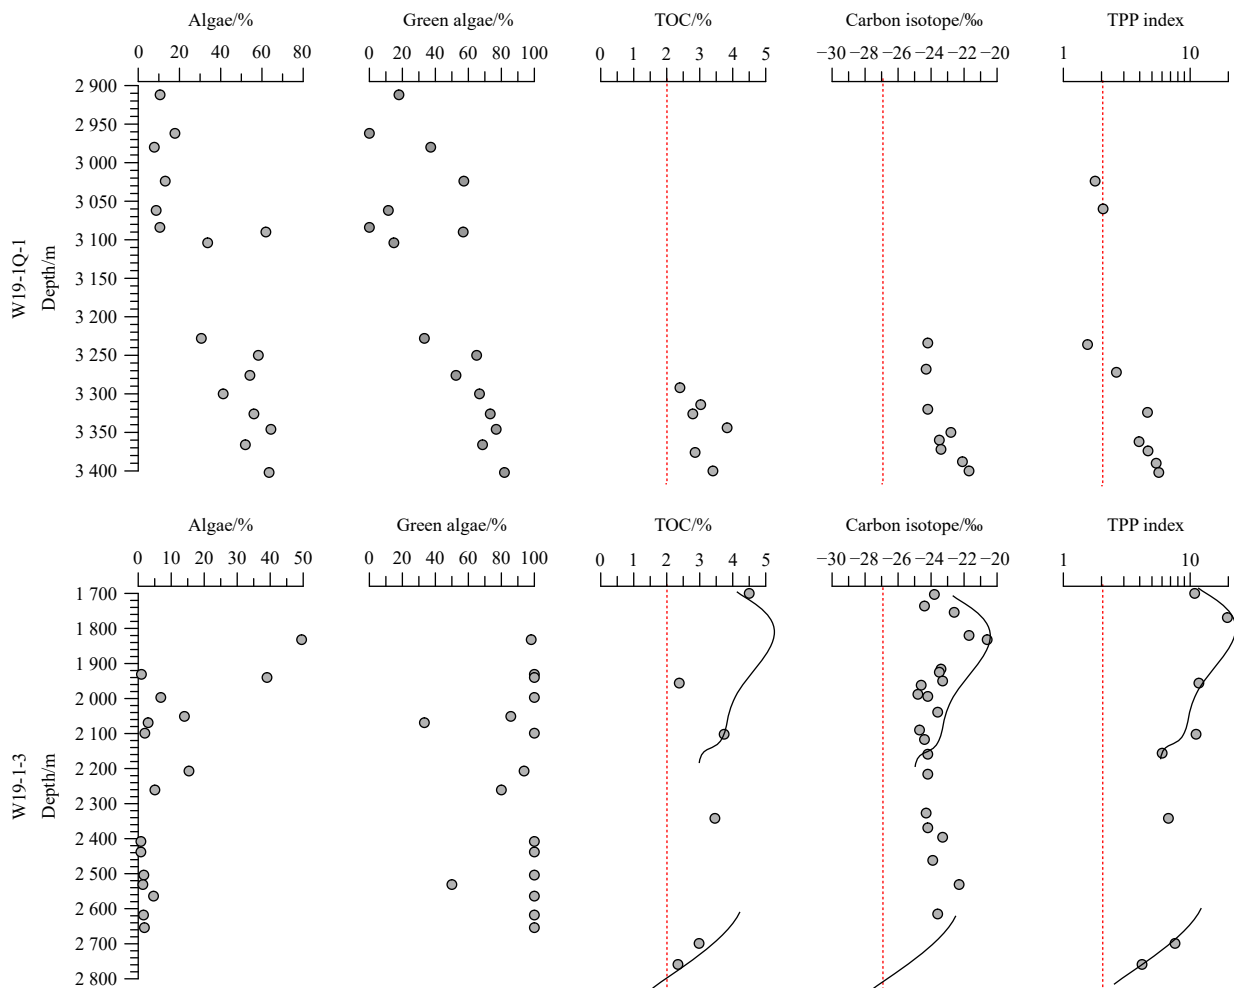 Algae/% Green algae/% TOC/% Carbon isotope/‰ TPP index
0 20 40 60 80 0 20 40 60 80 100 0 1 2 3 4 5 −30 −28 −26 −24 −22 −20 1 10
2 900
2 950
3 000
3 050
3 100
3 150
3 200
3 250
3 300
3 350
3 400
W19-1Q-1
Depth/m
Algae/% Green algae/% TOC/% Carbon isotope/‰ TPP index
0 10 20 30 40 50 0 20 40 60 80 100 0 1 2 3 4 5 −30 −28 −26 −24 −22 −20 1 10
1 700
1 800
1 900
2 000
2 100
2 200
2 300
2 400
2 500
2 600
2 700
2 800
W19-1-3
Depth/m